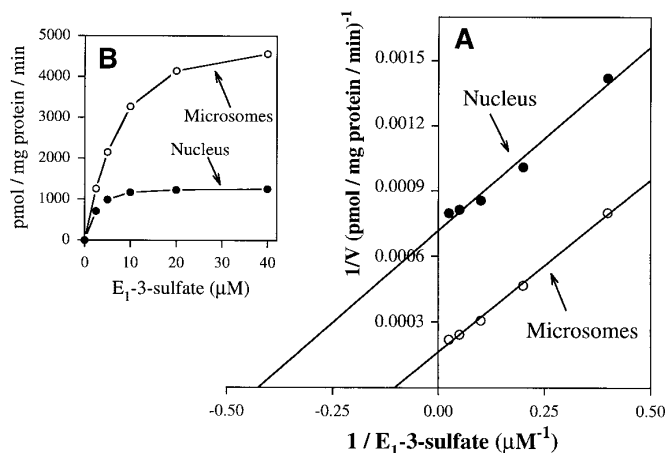 B
5000
4000
3000
2000
1000
0
pmol / mg protein / min
Microsomes
Nucleus
0 10 20 30 40
E₁-3-sulfate (μM)
A
0.0015
0.0012
0.0009
0.0006
0.0003
1/V (pmol / mg protein / min)⁻¹
Nucleus
Microsomes
-0.50 -0.25 0.00 0.25 0.50
1 / E₁-3-sulfate (μM⁻¹)